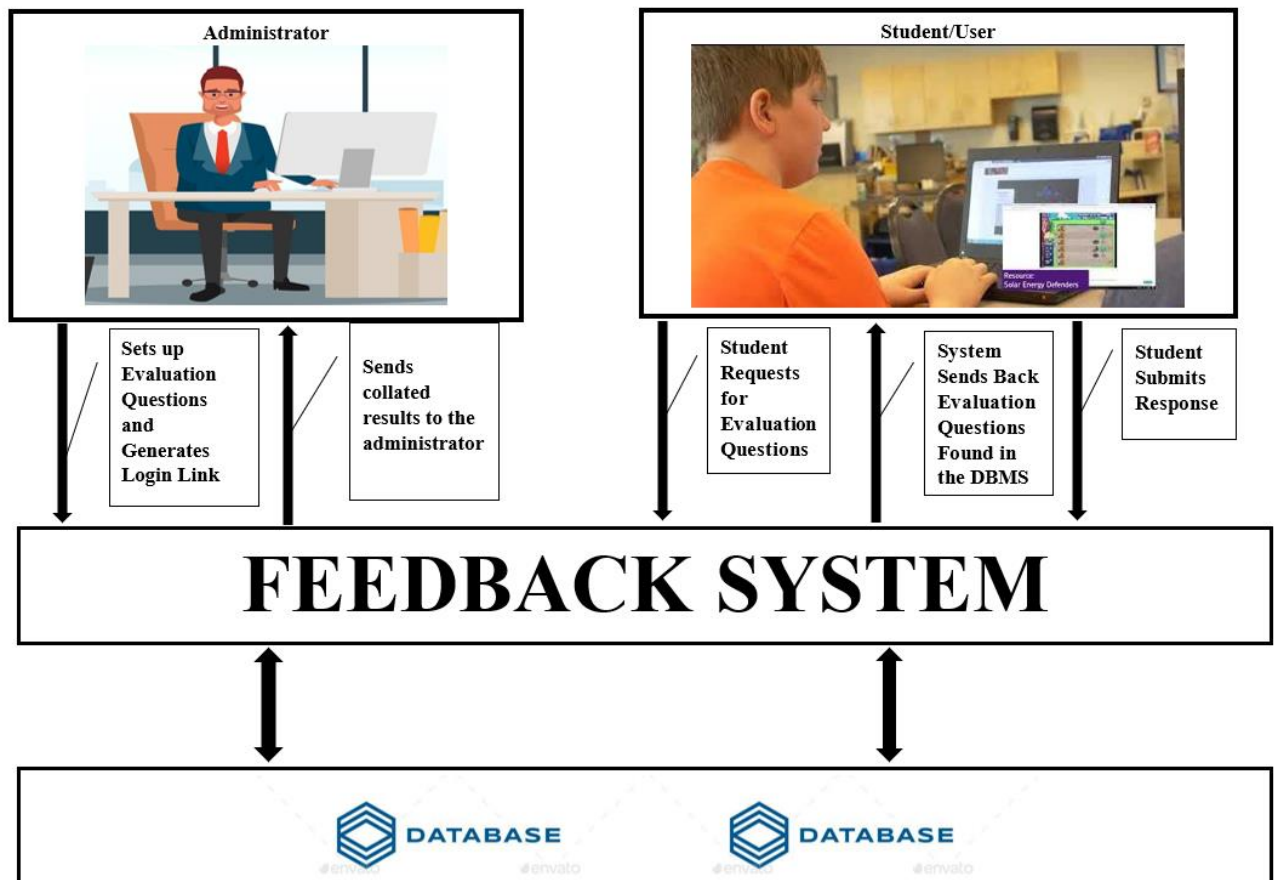 Administrator
Student/User
Resource:
Solar Energy Defenders
Sets up
Evaluation
Questions
and
Generates
Login Link
Sends
collated
results to the
administrator
Student
Requests
for
Evaluation
Questions
System
Sends Back
Evaluation
Questions
Found in
the DBMS
Student
Submits
Response
FEEDBACK SYSTEM
DATABASE
DATABASE
envato
envato
envato
envato